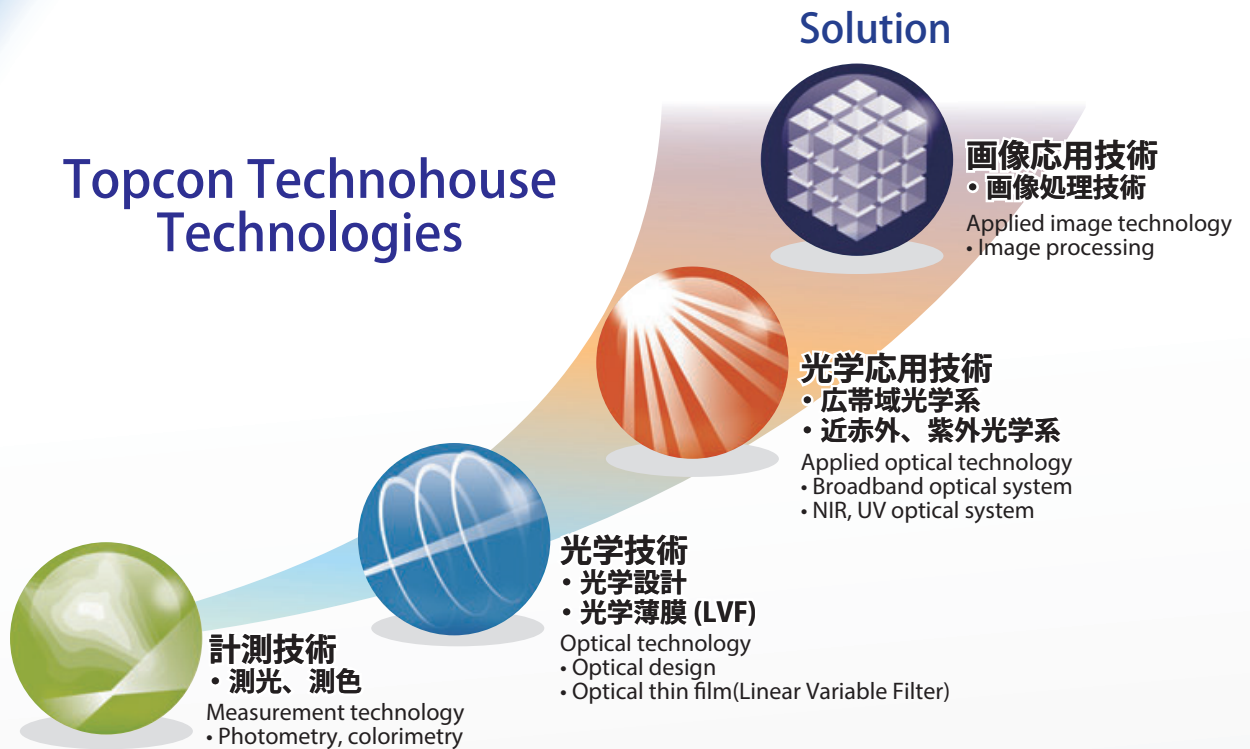 Solution
Topcon Technohouse
Technologies
画像応用技術
・画像処理技術
Applied image technology
• Image processing
光学応用技術
・広帯域光学系
・近赤外、紫外光学系
Applied optical technology
• Broadband optical system
• NIR, UV optical system
光学技術
・光学設計
・光学薄膜 (LVF)
Optical technology
• Optical design
• Optical thin film(Linear Variable Filter)
計測技術
・測光、測色
Measurement technology
• Photometry, colorimetry